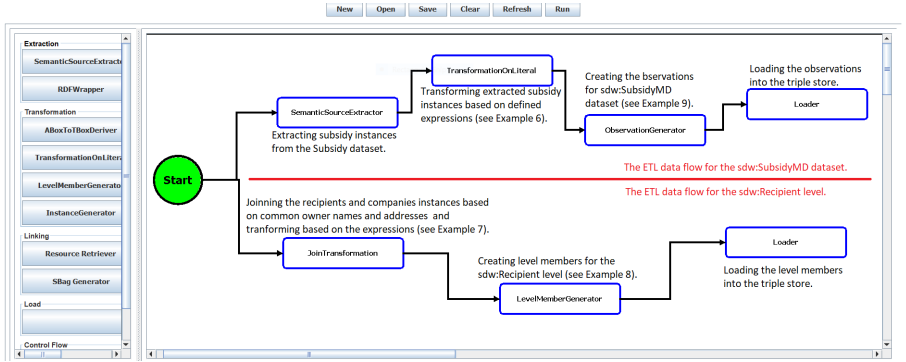 New Open Save Clear Refresh Run
Extraction
SemanticSourceExtracto
RDFWrapper
Transformation
ABoxToTBoxDeriver
TransformationOnLitera
LevelMemberGenerato
InstanceGenerator
Linking
Resource Retriever
SBag Generator
Load
Control Flow
TransformationOnLiteral
Transforming extracted subsidy
instances based on defined
expressions (see Example 6).
SemanticSourceExtractor
Extracting subsidy instances
from the Subsidy dataset.
Creating the bservations
for sdw:SubsidyMD
dataset (see Example 9).
ObservationGenerator
Loading the observations
into the triple store.
Loader
Start
The ETL data flow for the sdw:SubsidyMD dataset.
The ETL data flow for the sdw:Recipient level.
Joinning the recipients and companies instances based
on common owner names and addresses and
tranforming based on the expressions (see Example 7).
JoinTransformation
Creating level members for the
sdw:Recipient level (see Example 8).
LevelMemberGenerator
Loader
Loading the level members
into the triple store.